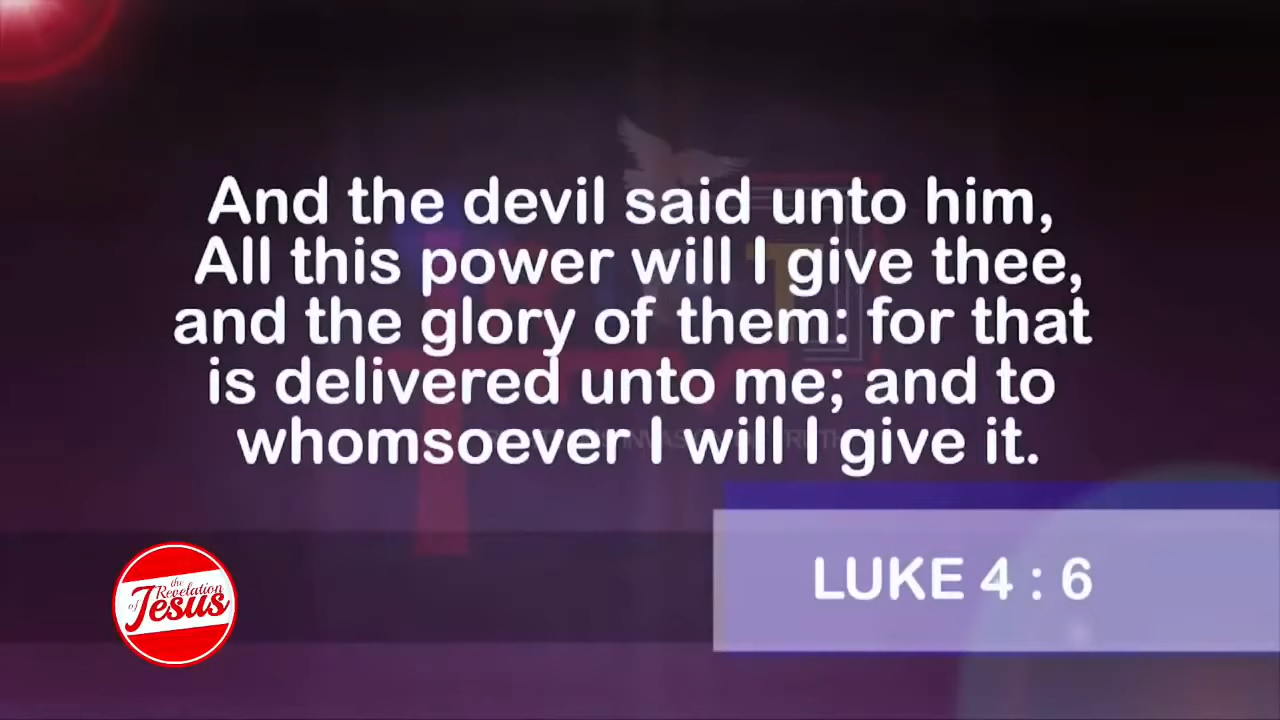 And the devil said unto him,
All this power will I give thee,
and the glory of them: for that
is delivered unto me; and to
whomsoever I will I give it.
LUKE 4 : 6
the
Revelation
of Jesus